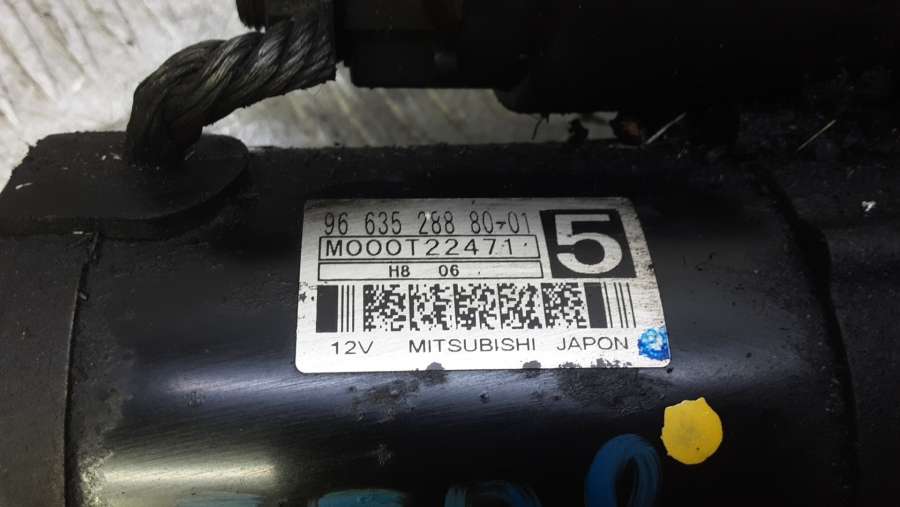 96 635 288 80-01
5
M000T22471
H8 06
12V MITSUBISHI JAPON